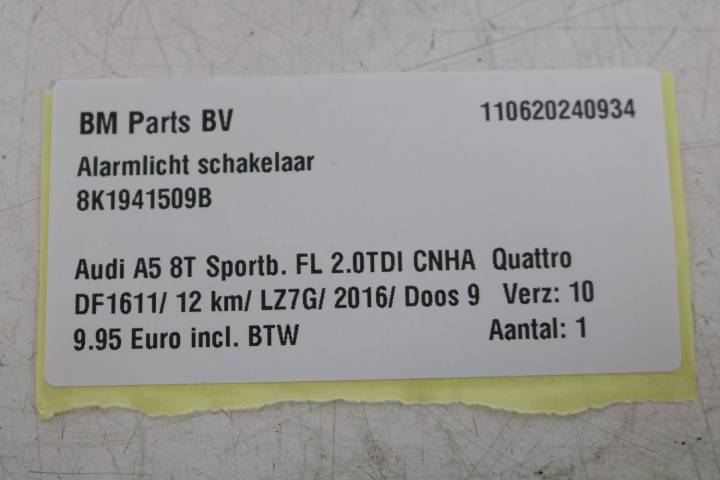 BM Parts BV 110620240934
Alarmlicht schakelaar
8K1941509B
Audi A5 8T Sportb. FL 2.0TDI CNHA Quattro
DF1611/ 12 km/ LZ7G/ 2016/ Doos 9 Verz: 10
9.95 Euro incl. BTW Aantal: 1